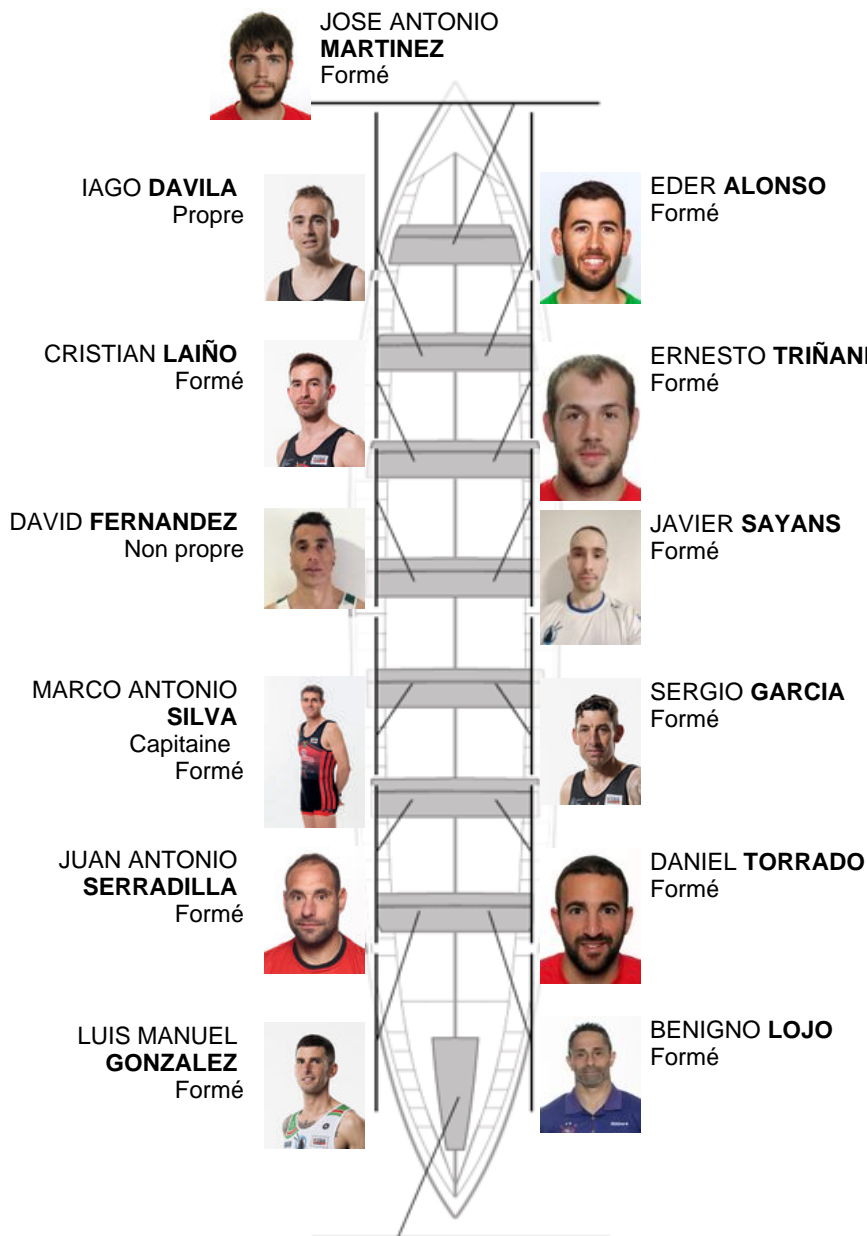 JOSE ANTONIO
MARTINEZ
Formé
IAGO DAVILA
Propre
EDER ALONSO
Formé
CRISTIAN LAIÑO
Formé
ERNESTO
Formé
DAVID FERNANDEZ
Non propre
JAVIER SAYANS
Formé
MARCO ANTONIO
SILVA
Capitaine
Formé
SERGIO GARCIA
Formé
JUAN ANTONIO
SERRADILLA
Formé
DANIEL TORRADO
Formé
LUIS MANUEL
GONZALEZ
Formé
BENIGNO LOJO
Formé